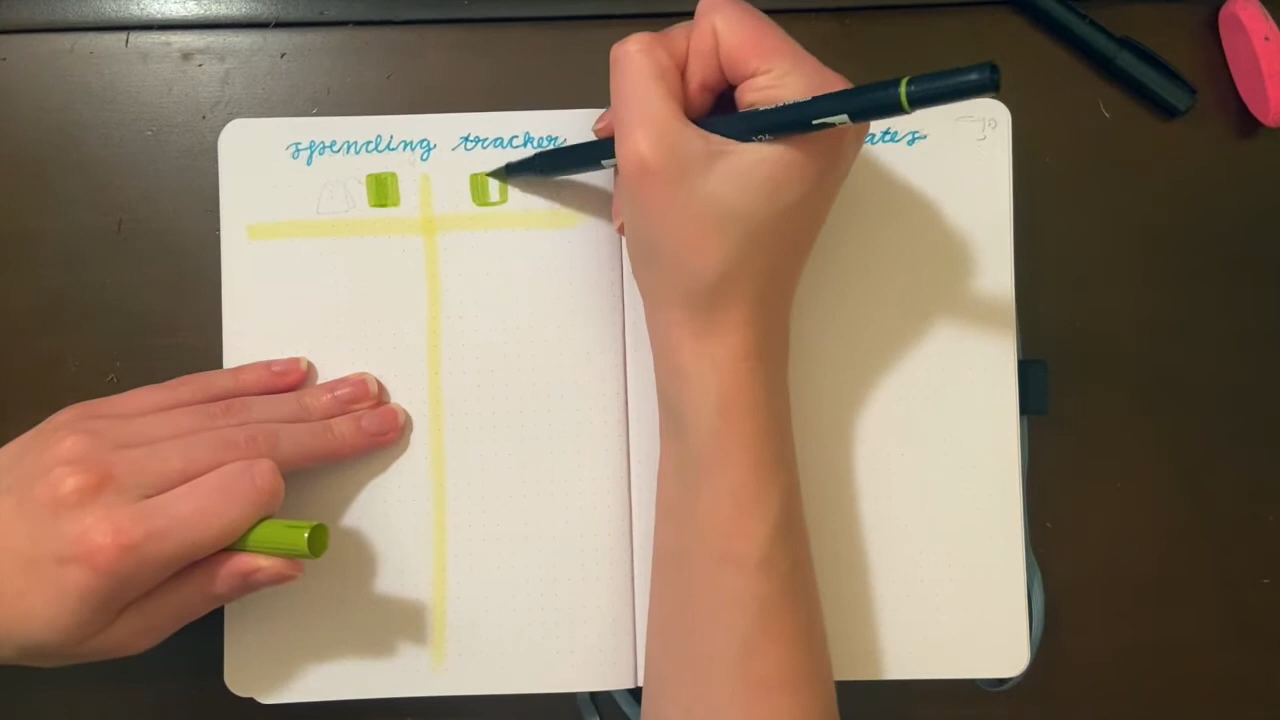 spending tracker
ates